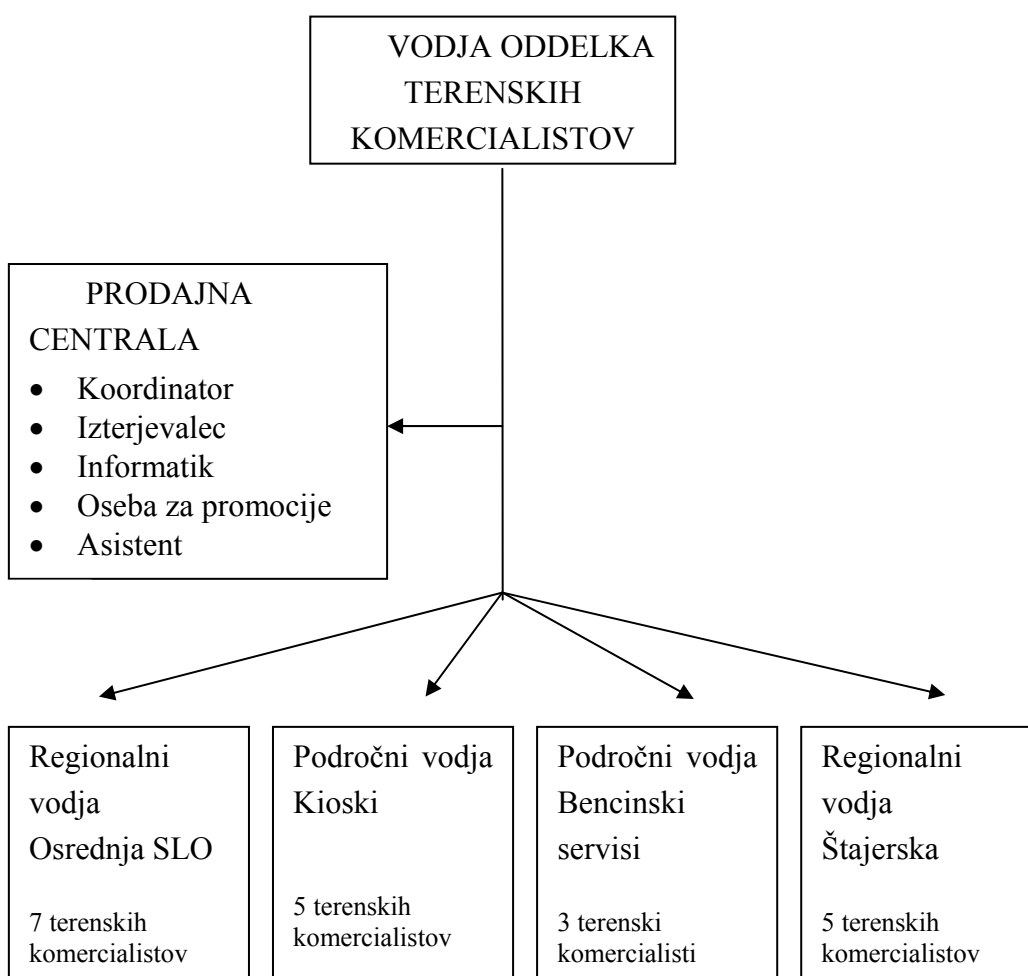 VODJA ODDELKA
TERENSKIH
KOMERCIALISTOV
PRODAJNA
CENTRALA
• Koordinator
• Izterjevalec
• Informatik
• Oseba za promocije
• Asistent
Regionalni
vodja
Osrednja SLO
7 terenskih
komercialistov
Področni vodja
Kioski
5 terenskih
komercialistov
Področni vodja
Bencinski
servisi
3 terenski
komercialisti
Regionalni
vodja
Štajerska
5 terenskih
komercialistov